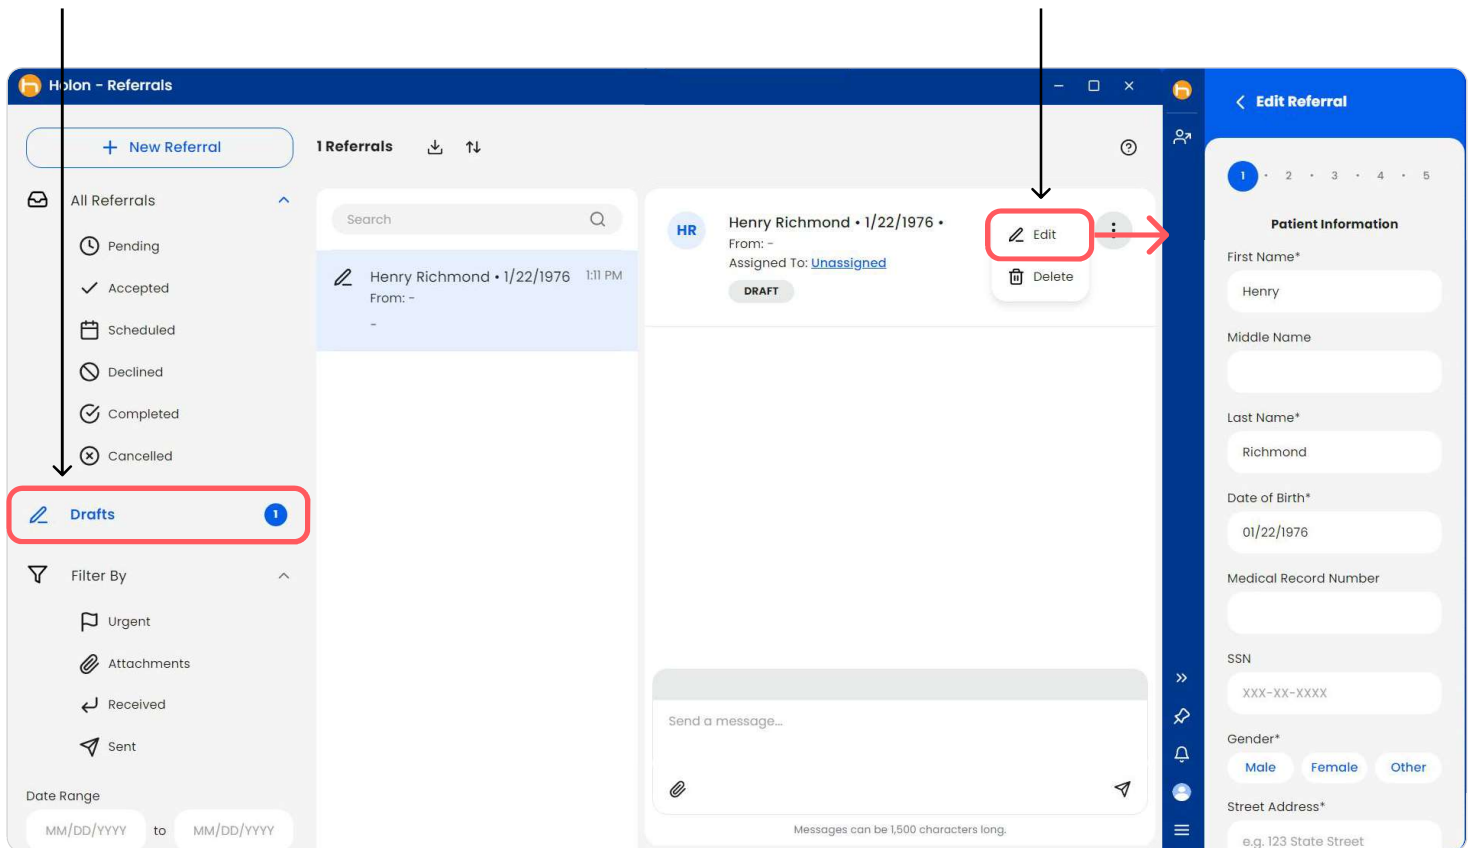 Holon - Referrals
+ New Referral
All Referrals
Pending
Accepted
Scheduled
Declined
Completed
Cancelled
Drafts
1
Filter By
Urgent
Attachments
Received
Sent
Date Range
MM/DD/YYYY to MM/DD/YYYY
1 Referrals
Search
Henry Richmond • 1/22/1976 1:11 PM
From: -
-
HR
Henry Richmond • 1/22/1976 •
From: -
Assigned To: Unassigned
DRAFT
Edit
Delete
Send a message...
Messages can be 1,500 characters long.
Edit Referral
1 · 2 · 3 · 4 · 5
Patient Information
First Name*
Henry
Middle Name
Last Name*
Richmond
Date of Birth*
01/22/1976
Medical Record Number
SSN
XXX-XX-XXXX
Gender*
Male Female Other
Street Address*
e.g. 123 State Street